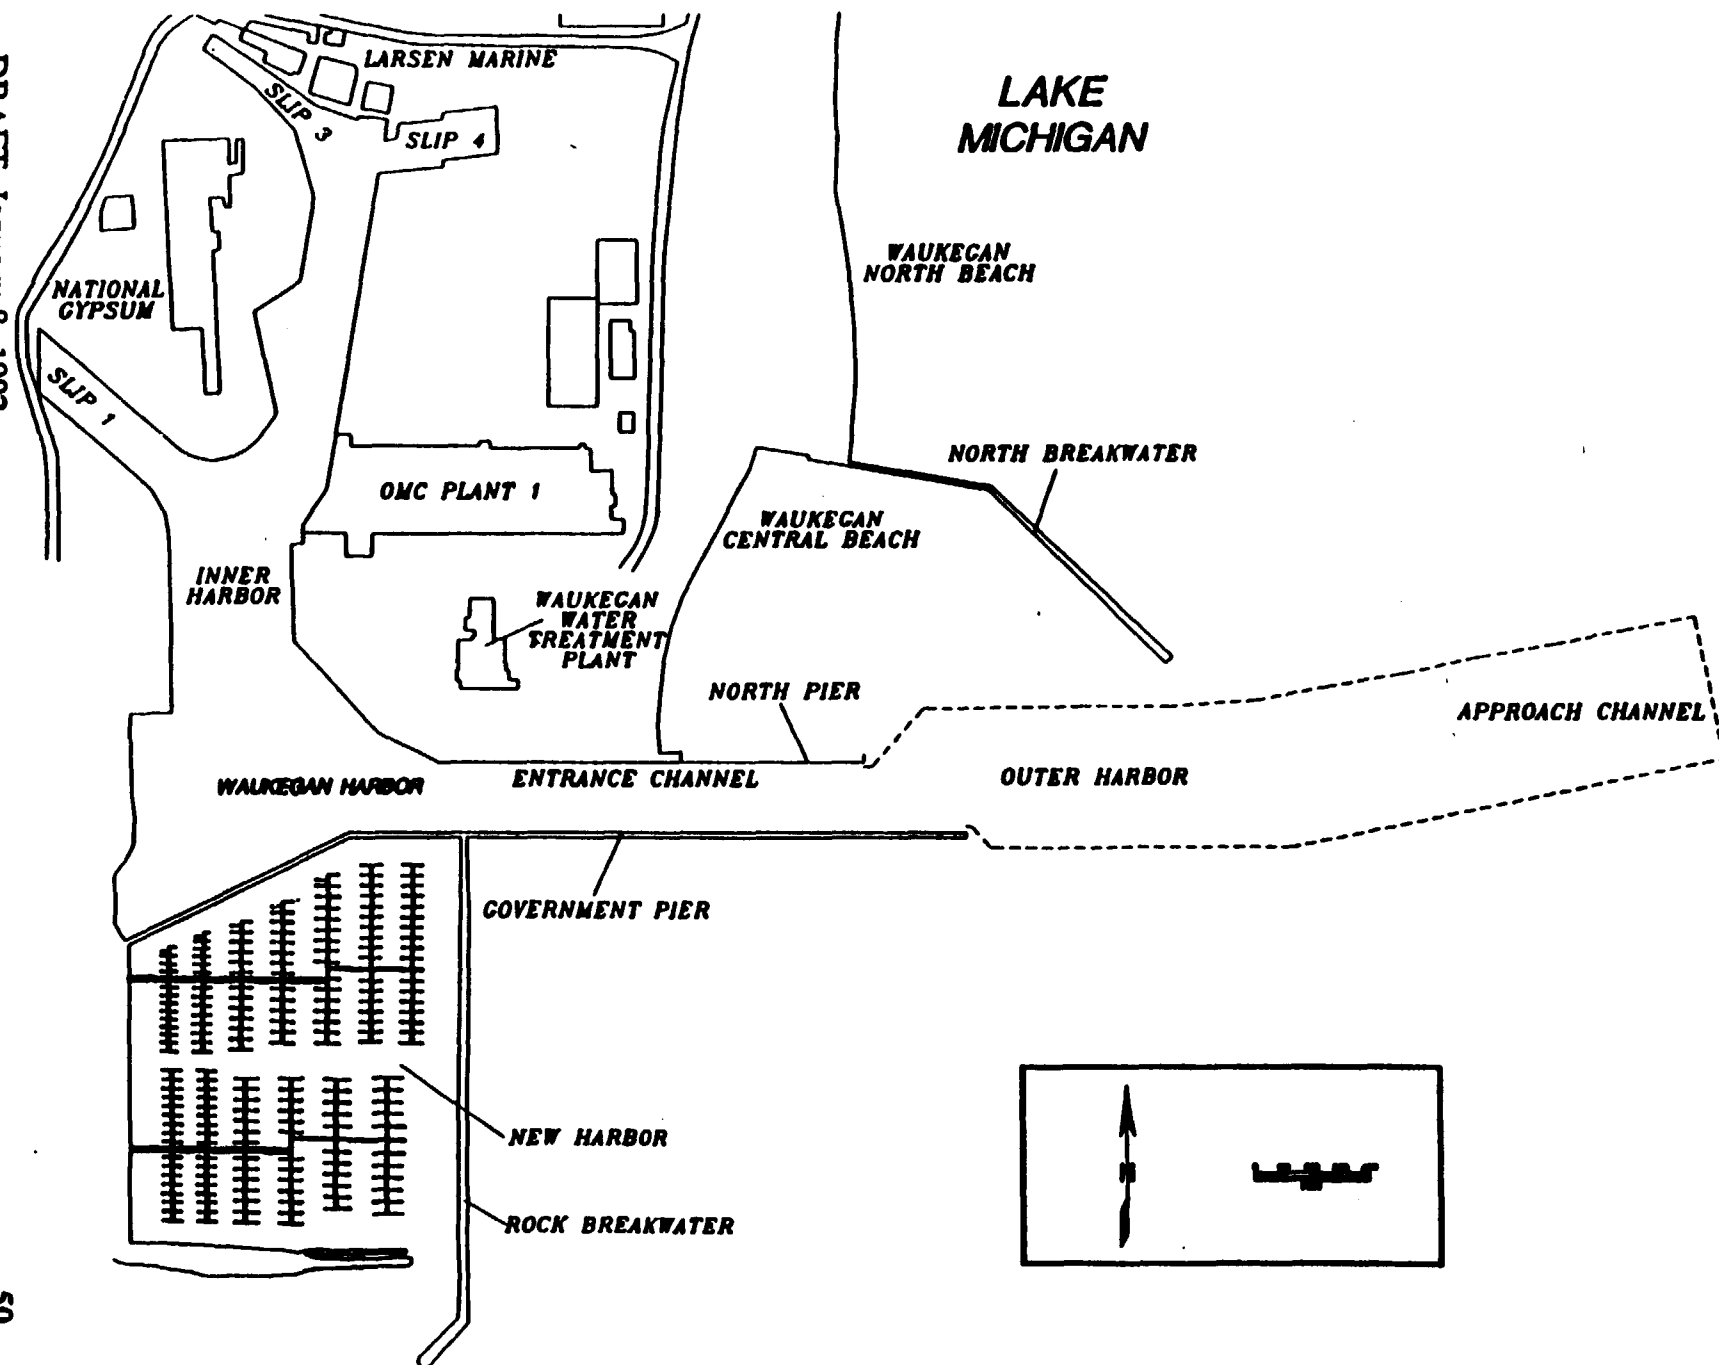 LARSEN MARINE
LAKE
MICHIGAN
SLIP 3
SLIP 4
WAUKEGAN
NORTH BEACH
NATIONAL
GYPSUM
SLIP 1
NORTH BREAKWATER
OMC PLANT 1
WAUKEGAN
CENTRAL BEACH
INNER
HARBOR
WAUKEGAN
WATER
TREATMENT
PLANT
NORTH PIER
APPROACH CHANNEL
WAUKEGAN HARBOR
ENTRANCE CHANNEL
OUTER HARBOR
GOVERNMENT PIER
NEW HARBOR
N
ROCK BREAKWATER
50